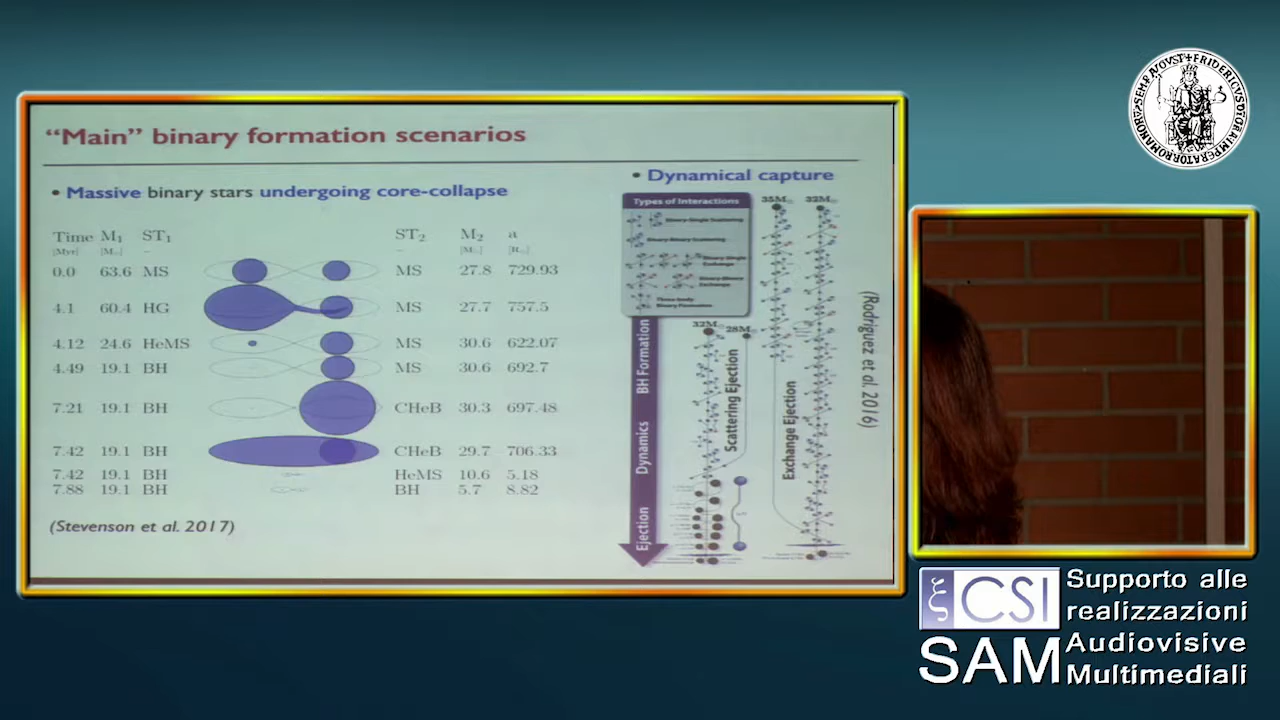 “Main” binary formation scenarios
• Massive binary stars undergoing core-collapse
Time M₁ ST₁ ST₂ M₂ a
[Myr] [M☉] – – [M☉] [R☉]
0.0 63.6 MS MS 27.8 729.93
4.1 60.4 HG MS 27.7 757.5
4.12 24.6 HeMS MS 30.6 622.07
4.49 19.1 BH MS 30.6 692.7
7.21 19.1 BH CHeB 30.3 697.48
7.42 19.1 BH CHeB 29.7 706.33
7.42 19.1 BH HeMS 10.6 5.18
7.88 19.1 BH BH 5.7 8.82
(Stevenson et al. 2017)
• Dynamical capture
Types of Interactions
Binary-Single Scattering
Binary-Binary Scattering
Binary-Single
Exchange
Binary-Binary
Exchange
Three-body
Binary Formation
35M☉ 32M☉
32M☉ 28M☉
BH Formation
Dynamics
Ejection
Scattering Ejection
Exchange Ejection
(Rodriguez et al. 2016)
ξ CSI
SAM
Supporto alle
realizzazioni
Audiovisive
Multimediali